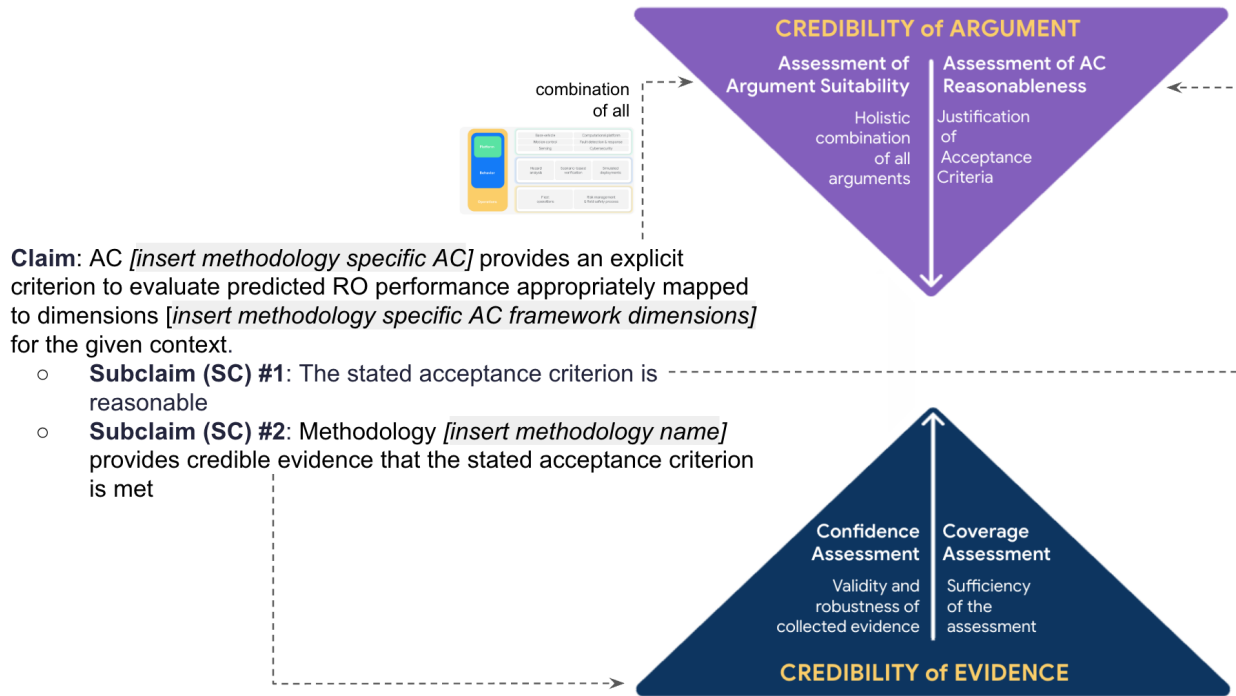 CREDIBILITY of ARGUMENT
Assessment of
Argument Suitability
Holistic
combination
of all
arguments
Assessment of AC
Reasonableness
Justification
of
Acceptance
Criteria
combination
of all
Claim: AC [insert methodology specific AC] provides an explicit
criterion to evaluate predicted RO performance appropriately mapped
to dimensions [insert methodology specific AC framework dimensions]
for the given context.
○ Subclaim (SC) #1: The stated acceptance criterion is
reasonable
○ Subclaim (SC) #2: Methodology [insert methodology name]
provides credible evidence that the stated acceptance criterion
is met
Confidence
Assessment
Validity and
robustness of
collected evidence
Coverage
Assessment
Sufficiency
of the
assessment
CREDIBILITY of EVIDENCE